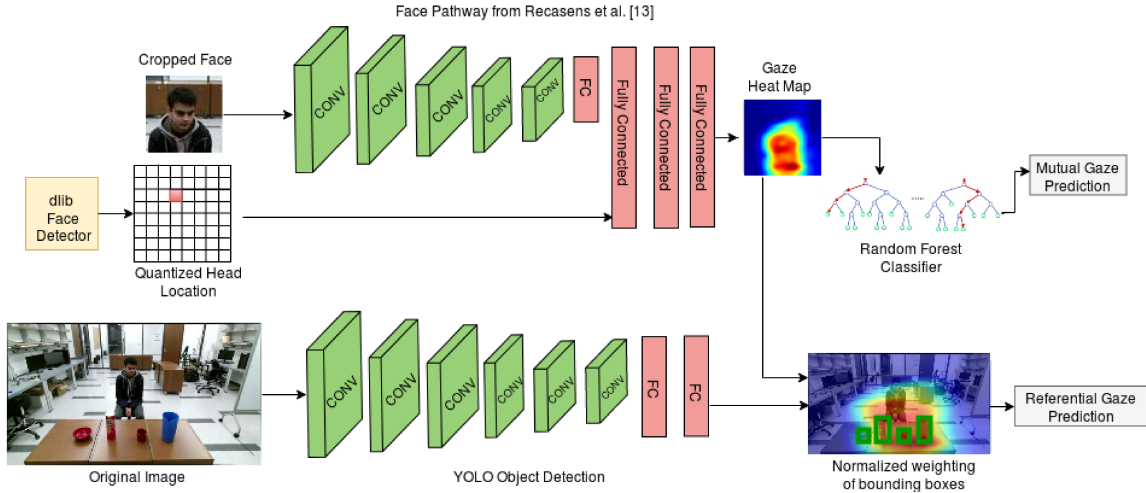 Face Pathway from Recasens et al. [13]
Cropped Face
CONV
CONV
CONV
CONV
CONV
FC
Fully Connected
Fully Connected
Fully Connected
Gaze
Heat Map
dlib
Face
Detector
Quantized Head
Location
......
Random Forest
Classifier
Mutual Gaze
Prediction
Original Image
CONV
CONV
CONV
CONV
CONV
CONV
FC
FC
YOLO Object Detection
Normalized weighting
of bounding boxes
Referential Gaze
Prediction